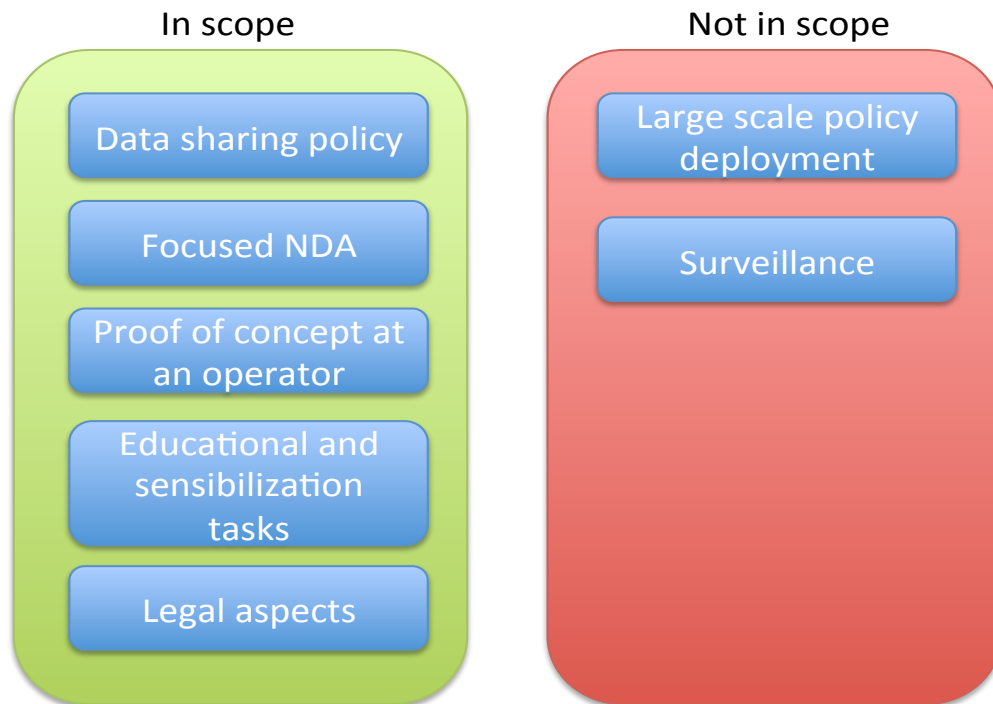 In scope
Data sharing policy
Focused NDA
Proof of concept at
an operator
Educational and
sensibilization
tasks
Legal aspects
Not in scope
Large scale policy
deployment
Surveillance